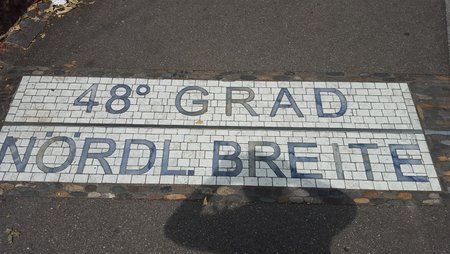 48° GRAD
NÖRDL. BREITE